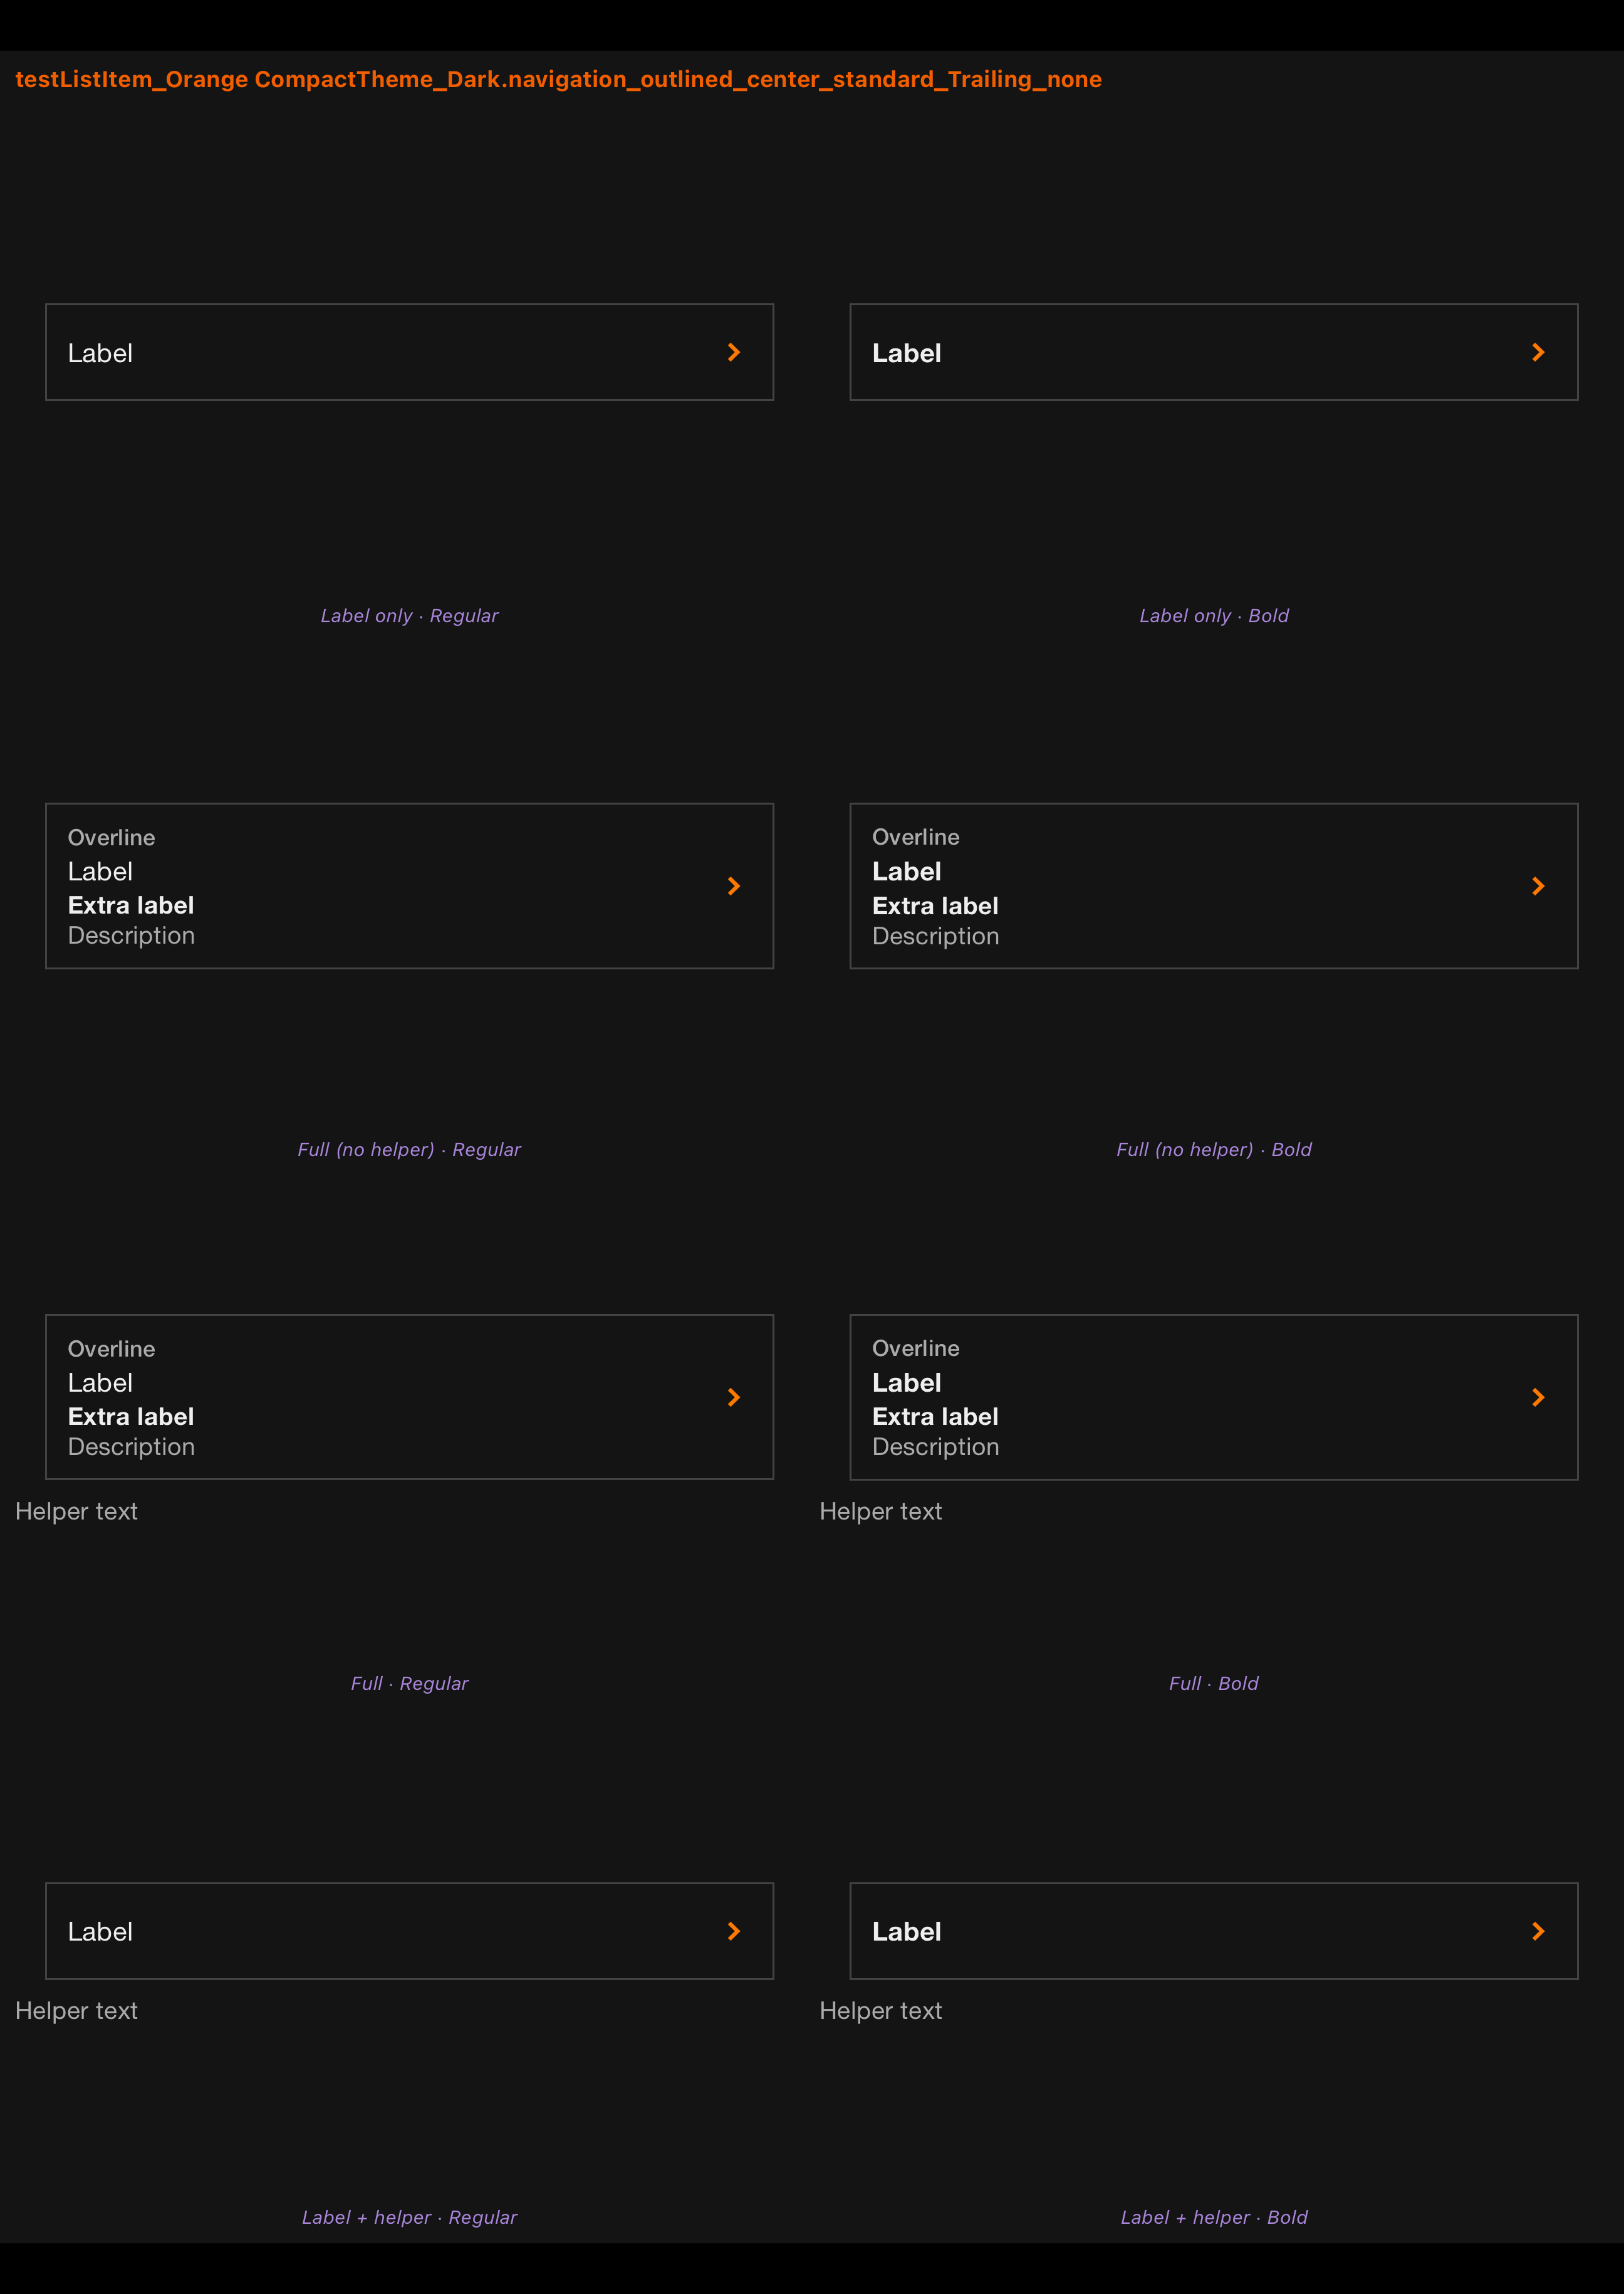 testListItem_Orange CompactTheme_Dark.navigation_outlined_center_standard_Trailing_none
Label
Label
Label only · Regular
Label only · Bold
Overline
Label
Extra label
Description
Overline
Label
Extra label
Description
Full (no helper) · Regular
Full (no helper) · Bold
Overline
Label
Extra label
Description
Helper text
Overline
Label
Extra label
Description
Helper text
Full · Regular
Full · Bold
Label
Helper text
Label
Helper text
Label + helper · Regular
Label + helper · Bold